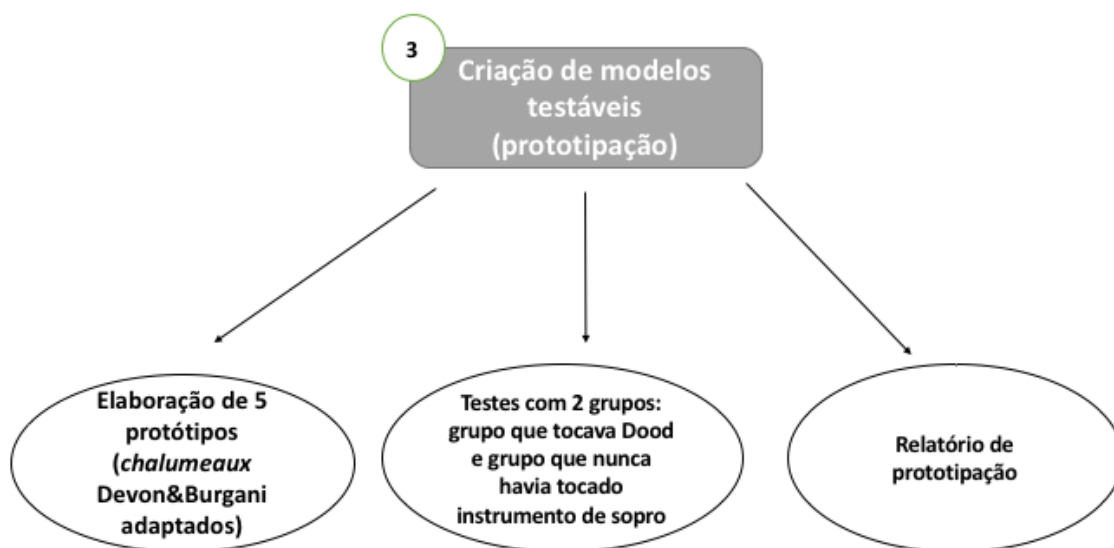 3
Criação de modelos
testáveis
(prototipação)
Elaboração de 5
protótipos
(chalumeaux
Devon&Burgani
adaptados)
Testes com 2 grupos:
grupo que tocava Dood
e grupo que nunca
havia tocado
instrumento de sopro
Relatório de
prototipação